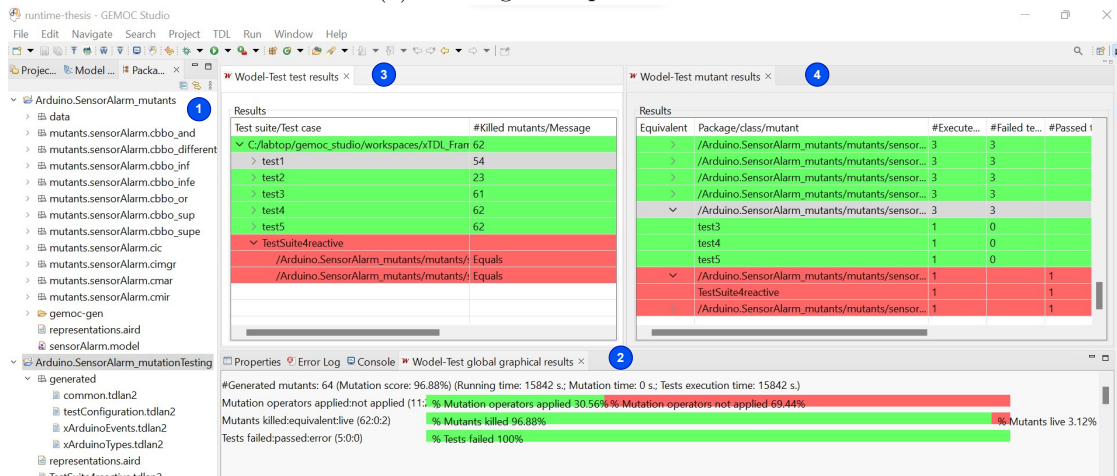 runtime-thesis - GEMOC Studio
File Edit Navigate Search Project TDL Run Window Help
Projec... Model ... Packa...
Arduino.SensorAlarm_mutants
data
mutants.sensorAlarm.cbbo_and
mutants.sensorAlarm.cbbo_different
mutants.sensorAlarm.cbbo_inf
mutants.sensorAlarm.cbbo_infe
mutants.sensorAlarm.cbbo_or
mutants.sensorAlarm.cbbo_sup
mutants.sensorAlarm.cbbo_supe
mutants.sensorAlarm.cic
mutants.sensorAlarm.cimgr
mutants.sensorAlarm.cmar
mutants.sensorAlarm.cmir
gemoc-gen
representations.aird
sensorAlarm.model
Arduino.SensorAlarm_mutationTesting
generated
common.tdlan2
testConfiguration.tdlan2
xArduinoEvents.tdlan2
xArduinoTypes.tdlan2
representations.aird
TestSuite4reactive.tdlan2
1
Wodel-Test test results
3
Results
Test suite/Test case #Killed mutants/Message
C:/labtop/gemoc_studio/workspaces/xTDL_Fran 62
test1 54
test2 23
test3 61
test4 62
test5 62
TestSuite4reactive
/Arduino.SensorAlarm_mutants/mutants/s Equals
/Arduino.SensorAlarm_mutants/mutants/s Equals
Wodel-Test mutant results
4
Results
Equivalent Package/class/mutant #Execute... #Failed te... #Passed t
/Arduino.SensorAlarm_mutants/mutants/sensor... 3 3
/Arduino.SensorAlarm_mutants/mutants/sensor... 3 3
/Arduino.SensorAlarm_mutants/mutants/sensor... 3 3
/Arduino.SensorAlarm_mutants/mutants/sensor... 3 3
test3 1 0
test4 1 0
test5 1 0
/Arduino.SensorAlarm_mutants/mutants/sensor... 1 1
TestSuite4reactive 1 1
/Arduino.SensorAlarm_mutants/mutants/sensor... 1 1
Properties Error Log Console Wodel-Test global graphical results
2
#Generated mutants: 64 (Mutation score: 96.88%) (Running time: 15842 s.; Mutation time: 0 s.; Tests execution time: 15842 s.)
Mutation operators applied:not applied (11: % Mutation operators applied 30.56% % Mutation operators not applied 69.44%
Mutants killed:equivalent:live (62:0:2) % Mutants killed 96.88% % Mutants live 3.12%
Tests failed:passed:error (5:0:0) % Tests failed 100%